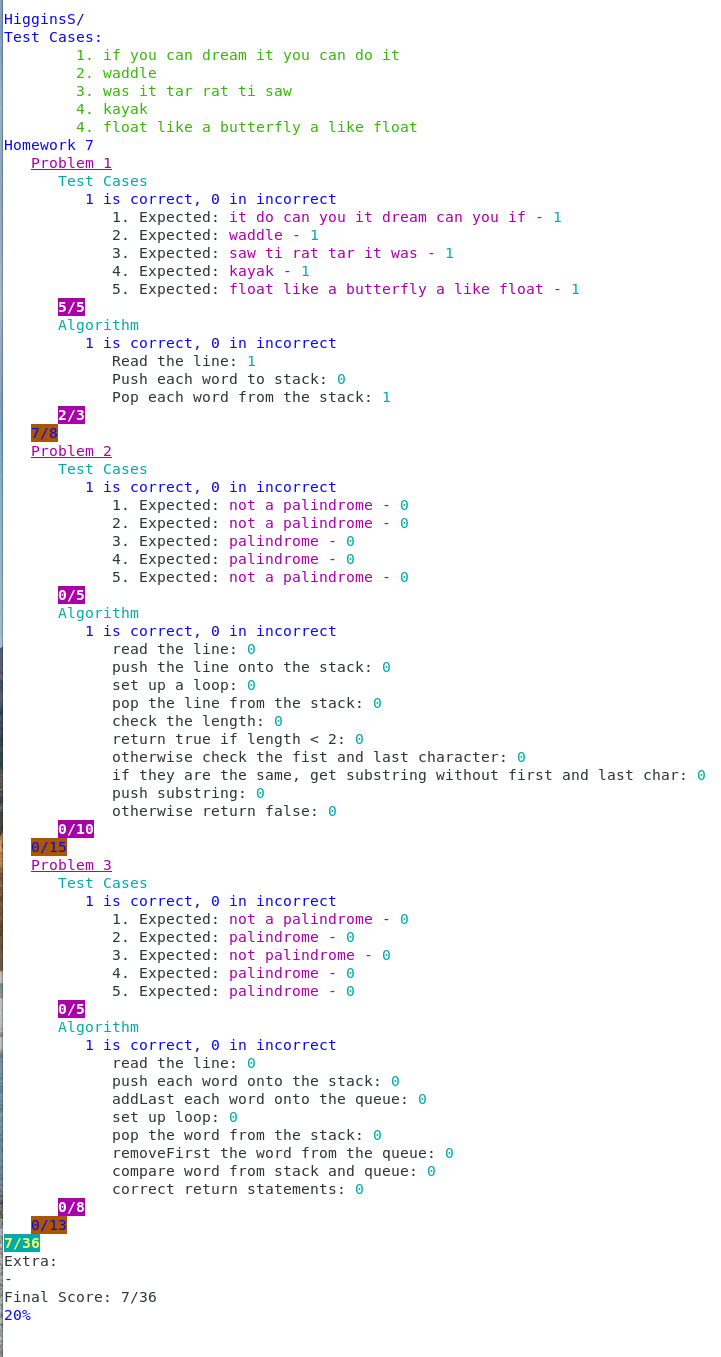 HigginsS/
Test Cases:
1. if you can dream it you can do it
2. waddle
3. was it tar rat ti saw
4. kayak
4. float like a butterfly a like float
Homework 7
Problem 1
Test Cases
1 is correct, 0 in incorrect
1. Expected: it do can you it dream can you if - 1
2. Expected: waddle - 1
3. Expected: saw ti rat tar it was - 1
4. Expected: kayak - 1
5. Expected: float like a butterfly a like float - 1
5/5
Algorithm
1 is correct, 0 in incorrect
Read the line: 1
Push each word to stack: 0
Pop each word from the stack: 1
2/3
7/8
Problem 2
Test Cases
1 is correct, 0 in incorrect
1. Expected: not a palindrome - 0
2. Expected: not a palindrome - 0
3. Expected: palindrome - 0
4. Expected: palindrome - 0
5. Expected: not a palindrome - 0
0/5
Algorithm
1 is correct, 0 in incorrect
read the line: 0
push the line onto the stack: 0
set up a loop: 0
pop the line from the stack: 0
check the length: 0
return true if length < 2: 0
otherwise check the fist and last character: 0
if they are the same, get substring without first and last char: 0
push substring: 0
otherwise return false: 0
0/10
0/15
Problem 3
Test Cases
1 is correct, 0 in incorrect
1. Expected: not a palindrome - 0
2. Expected: palindrome - 0
3. Expected: not palindrome - 0
4. Expected: palindrome - 0
5. Expected: palindrome - 0
0/5
Algorithm
1 is correct, 0 in incorrect
read the line: 0
push each word onto the stack: 0
addLast each word onto the queue: 0
set up loop: 0
pop the word from the stack: 0
removeFirst the word from the queue: 0
compare word from stack and queue: 0
correct return statements: 0
0/8
0/13
7/36
Extra:
-
Final Score: 7/36
20%